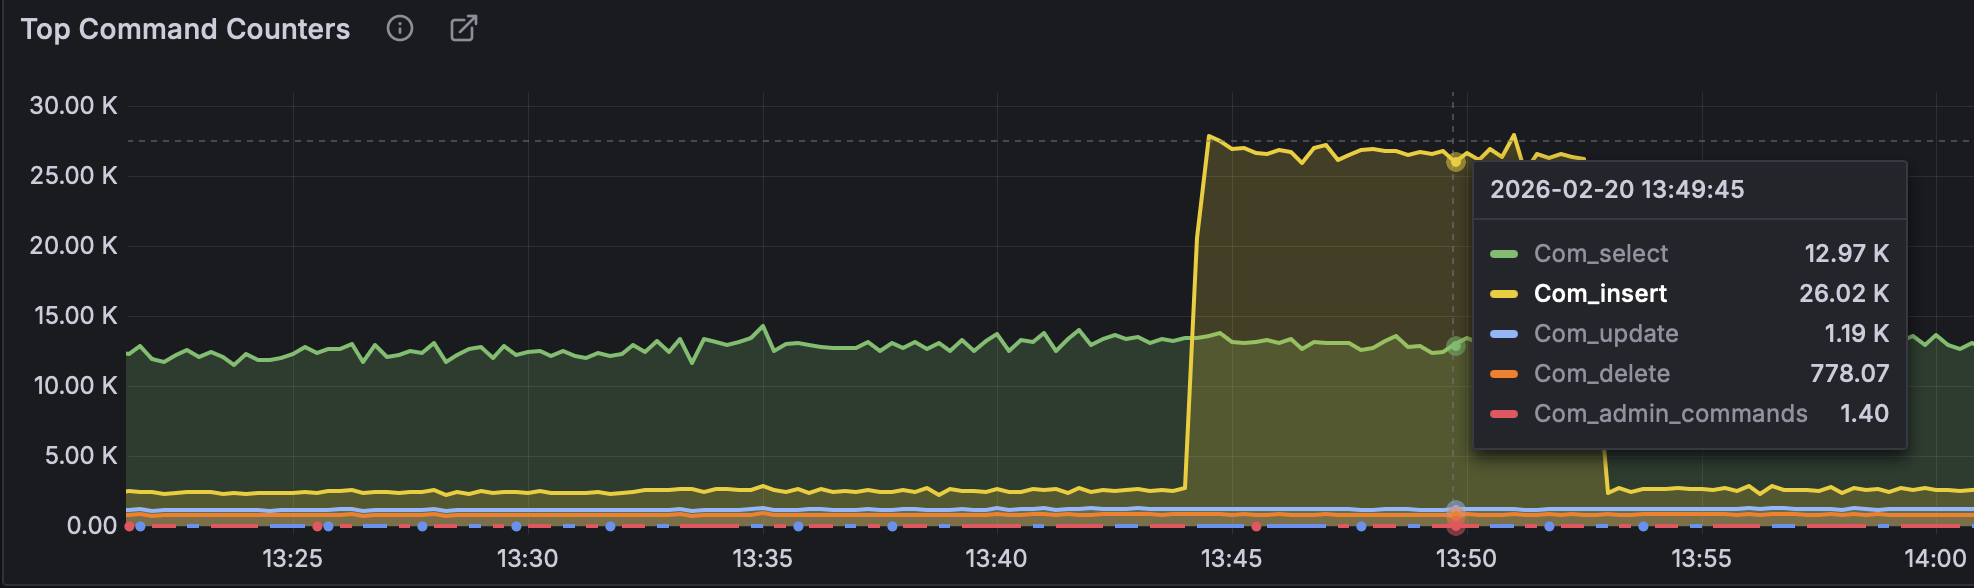 Top Command Counters
30.00 K
25.00 K
20.00 K
15.00 K
10.00 K
5.00 K
0.00
13:25 13:30 13:35 13:40 13:45 13:50 13:55 14:00
2026-02-20 13:49:45
Com_select 12.97 K
Com_insert 26.02 K
Com_update 1.19 K
Com_delete 778.07
Com_admin_commands 1.40